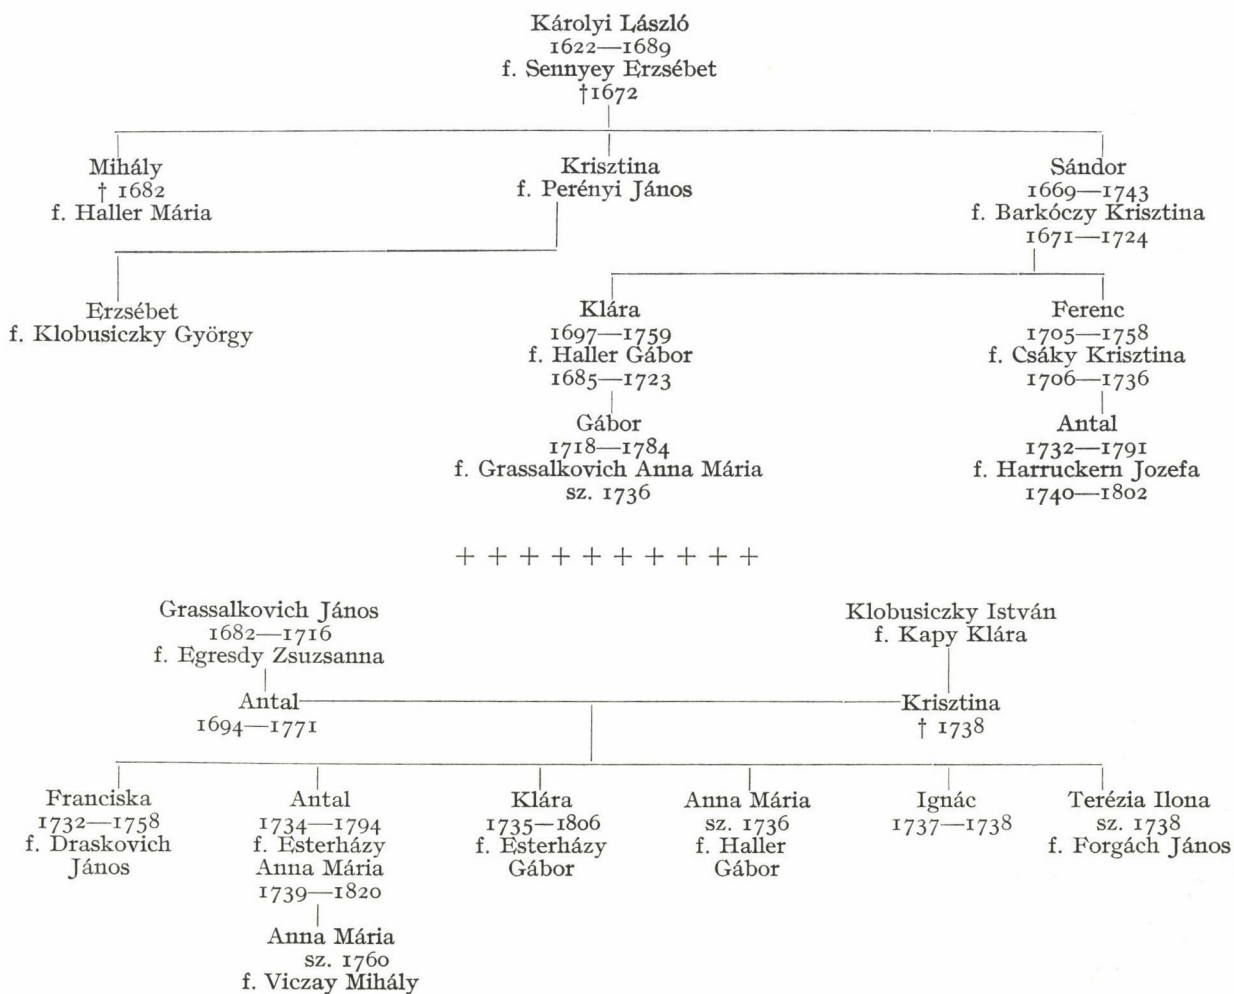 Károlyi László
1622—1689
f. Sennyey Erzsébet
†1672
Mihály
† 1682
f. Haller Mária
Krisztina
f. Perényi János
Sándor
1669—1743
f. Barkóczy Krisztina
1671—1724
Erzsébet
f. Klobusiczky György
Klára
1697—1759
f. Haller Gábor
1685—1723
Ferenc
1705—1758
f. Csáky Krisztina
1706—1736
Gábor
1718—1784
f. Grassalkovich Anna Mária
sz. 1736
Antal
1732—1791
f. Harruckern Jozefa
1740—1802
+ + + + + + + + + +
Grassalkovich János
1682—1716
f. Egresdy Zsuzsanna
Klobusiczky István
f. Kapy Klára
Antal
1694—1771
Krisztina
† 1738
Franciska
1732—1758
f. Draskovich
János
Antal
1734—1794
f. Esterházy
Anna Mária
1739—1820
Klára
1735—1806
f. Esterházy
Gábor
Anna Mária
sz. 1736
f. Haller
Gábor
Ignác
1737—1738
Terézia Ilona
sz. 1738
f. Forgách János
Anna Mária
sz. 1760
f. Viczay Mihály